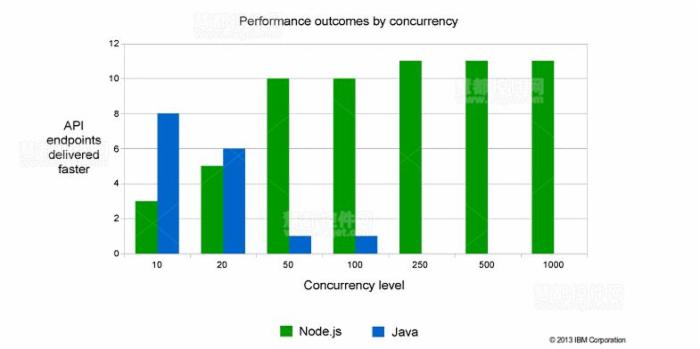 Performance outcomes by concurrency
12
10
8
6
4
2
0
API
endpoints
delivered
faster
10 20 50 100 250 500 1000
Concurrency level
Node.js Java
© 2013 IBM Corporation